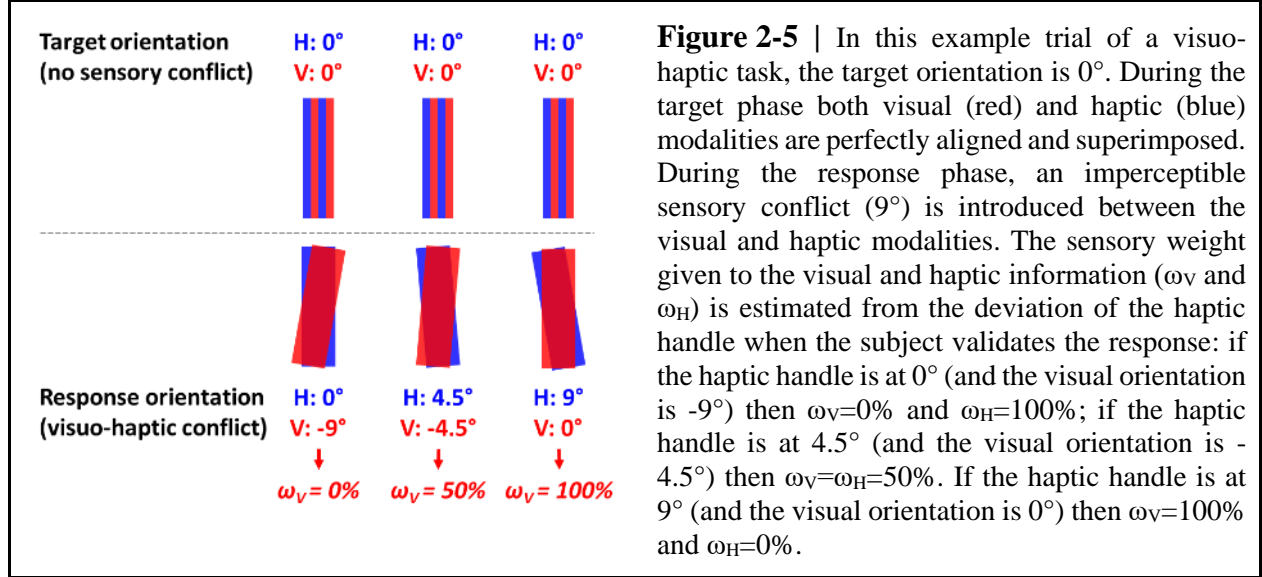 Target orientation
(no sensory conflict)
H: 0° H: 0° H: 0°
V: 0° V: 0° V: 0°
Response orientation
(visuo-haptic conflict)
H: 0° H: 4.5° H: 9°
V: -9° V: -4.5° V: 0°
ω_V = 0% ω_V = 50% ω_V = 100%
Figure 2-5 | In this example trial of a visuo-
haptic task, the target orientation is 0°. During the
target phase both visual (red) and haptic (blue)
modalities are perfectly aligned and superimposed.
During the response phase, an imperceptible
sensory conflict (9°) is introduced between the
visual and haptic modalities. The sensory weight
given to the visual and haptic information (ωV and
ωH) is estimated from the deviation of the haptic
handle when the subject validates the response: if
the haptic handle is at 0° (and the visual orientation
is -9°) then ωV=0% and ωH=100%; if the haptic
handle is at 4.5° (and the visual orientation is -
4.5°) then ωV=ωH=50%. If the haptic handle is at
9° (and the visual orientation is 0°) then ωV=100%
and ωH=0%.